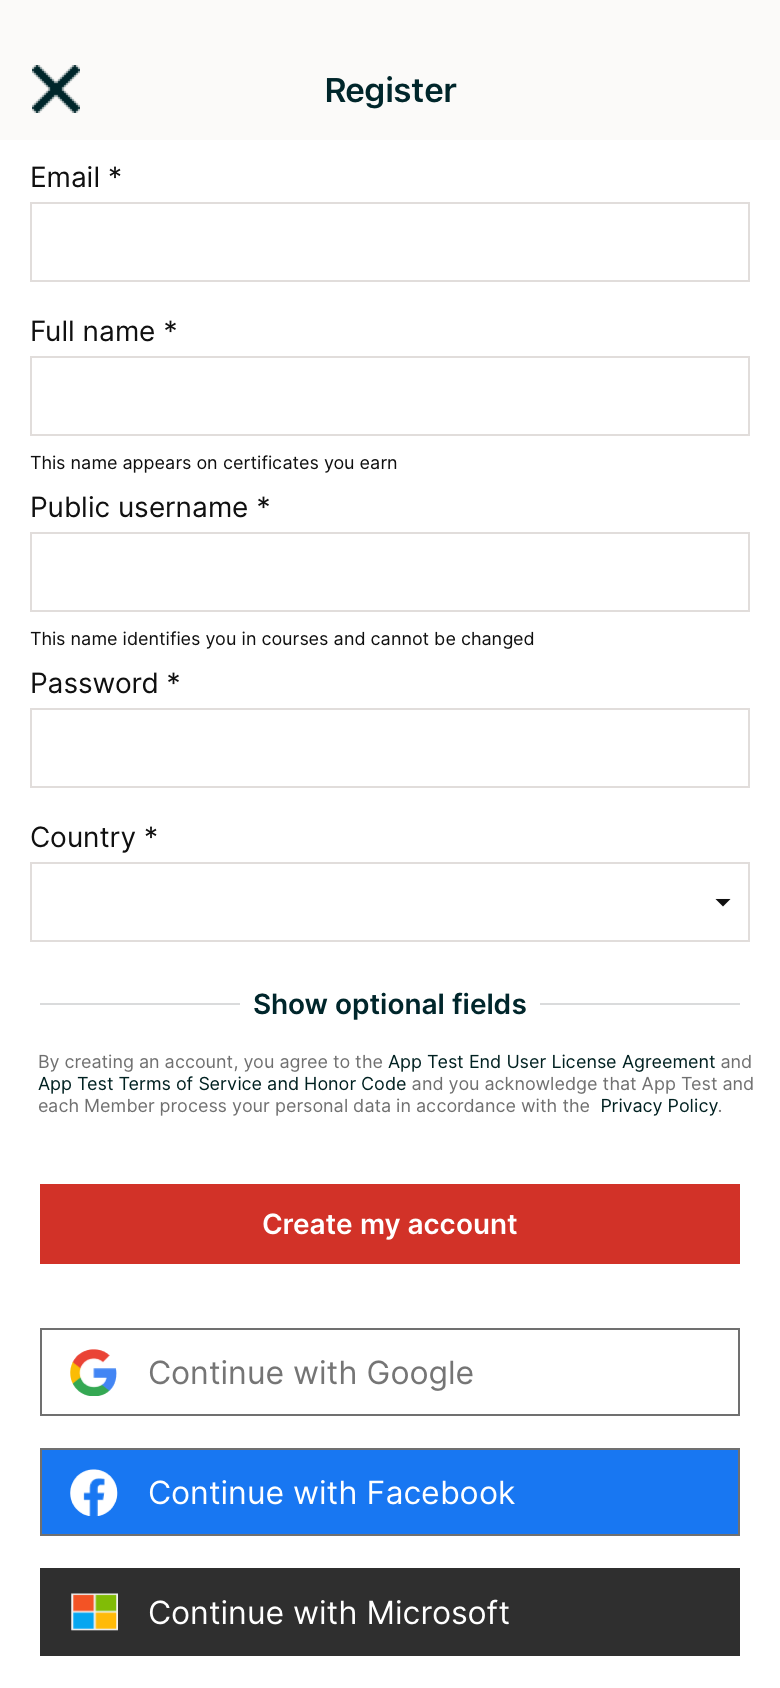 Register
Email *
Full name *
This name appears on certificates you earn
Public username *
This name identifies you in courses and cannot be changed
Password *
Country *
Show optional fields
By creating an account, you agree to the App Test End User License Agreement and
App Test Terms of Service and Honor Code and you acknowledge that App Test and
each Member process your personal data in accordance with the Privacy Policy.
Create my account
Continue with Google
Continue with Facebook
Continue with Microsoft